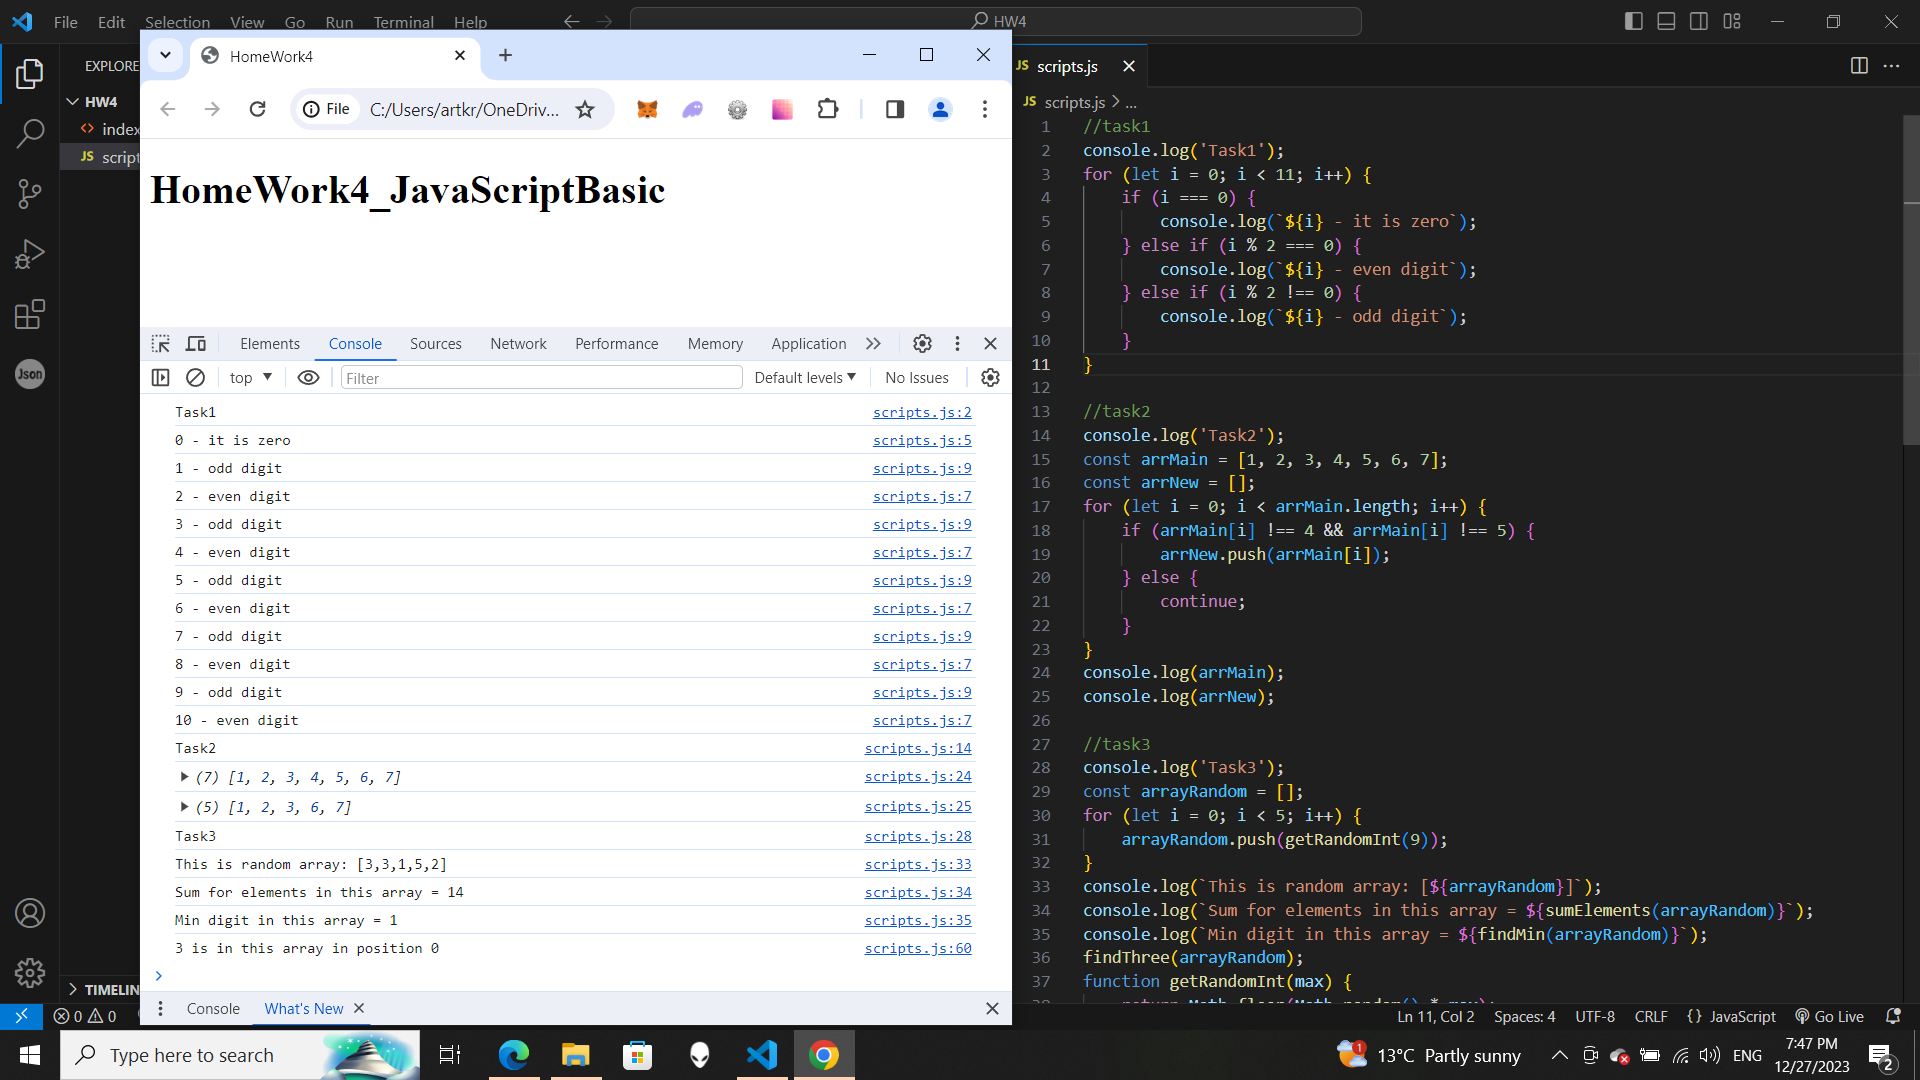 File Edit Selection View Go Run Terminal Help
HW4
EXPLORE
HW4
index
JS script
TIMELIN
HomeWork4
File C:/Users/artkr/OneDriv...
HomeWork4_JavaScriptBasic
Elements Console Sources Network Performance Memory Application
top Filter Default levels No Issues
Task1 scripts.js:2
0 - it is zero scripts.js:5
1 - odd digit scripts.js:9
2 - even digit scripts.js:7
3 - odd digit scripts.js:9
4 - even digit scripts.js:7
5 - odd digit scripts.js:9
6 - even digit scripts.js:7
7 - odd digit scripts.js:9
8 - even digit scripts.js:7
9 - odd digit scripts.js:9
10 - even digit scripts.js:7
Task2 scripts.js:14
(7) [1, 2, 3, 4, 5, 6, 7] scripts.js:24
(5) [1, 2, 3, 6, 7] scripts.js:25
Task3 scripts.js:28
This is random array: [3,3,1,5,2] scripts.js:33
Sum for elements in this array = 14 scripts.js:34
Min digit in this array = 1 scripts.js:35
3 is in this array in position 0 scripts.js:60
Console What's New
JS scripts.js
JS scripts.js > ...
1 //task1
2 console.log('Task1');
3 for (let i = 0; i < 11; i++) {
4 if (i === 0) {
5 console.log(`${i} - it is zero`);
6 } else if (i % 2 === 0) {
7 console.log(`${i} - even digit`);
8 } else if (i % 2 !== 0) {
9 console.log(`${i} - odd digit`);
10 }
11 }
12
13 //task2
14 console.log('Task2');
15 const arrMain = [1, 2, 3, 4, 5, 6, 7];
16 const arrNew = [];
17 for (let i = 0; i < arrMain.length; i++) {
18 if (arrMain[i] !== 4 && arrMain[i] !== 5) {
19 arrNew.push(arrMain[i]);
20 } else {
21 continue;
22 }
23 }
24 console.log(arrMain);
25 console.log(arrNew);
26
27 //task3
28 console.log('Task3');
29 const arrayRandom = [];
30 for (let i = 0; i < 5; i++) {
31 arrayRandom.push(getRandomInt(9));
32 }
33 console.log(`This is random array: [${arrayRandom}]`);
34 console.log(`Sum for elements in this array = ${sumElements(arrayRandom)}`);
35 console.log(`Min digit in this array = ${findMin(arrayRandom)}`);
36 findThree(arrayRandom);
37 function getRandomInt(max) {
Json
0 0
Ln 11, Col 2 Spaces: 4 UTF-8 CRLF {} JavaScript Go Live
Type here to search
1 13°C Partly sunny ENG 7:47 PM
12/27/2023 2